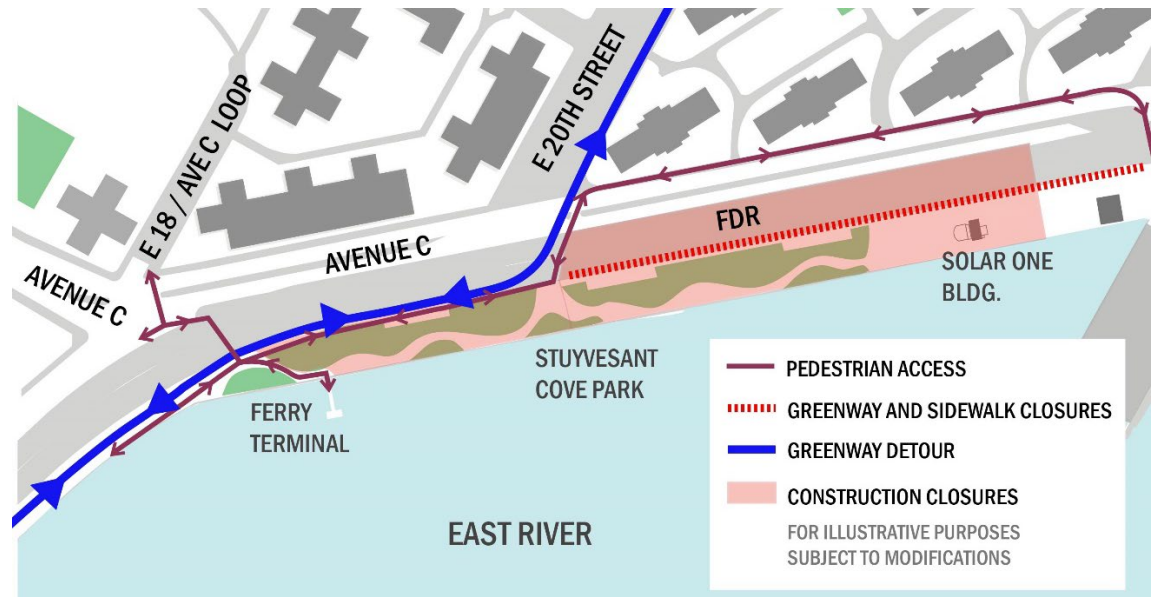 E 20TH STREET
E 18 / AVE C LOOP
FDR
AVENUE C
AVENUE C
SOLAR ONE
BLDG.
STUYVESANT
COVE PARK
FERRY
TERMINAL
EAST RIVER
PEDESTRIAN ACCESS
GREENWAY AND SIDEWALK CLOSURES
GREENWAY DETOUR
CONSTRUCTION CLOSURES
FOR ILLUSTRATIVE PURPOSES
SUBJECT TO MODIFICATIONS